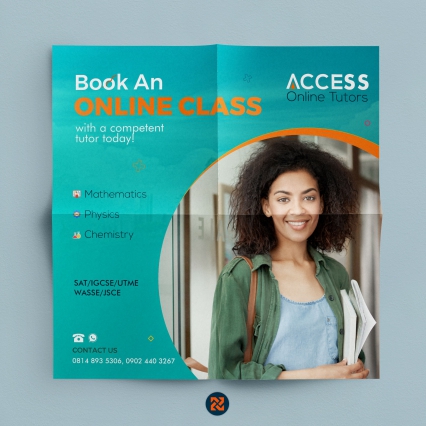 Book An
ONLINE CLASS
with a competent
tutor today!
ACCESS
Online Tutors
Mathematics
Physics
Chemistry
SAT/IGCSE/UTME
WASSE/JSCE
CONTACT US
0814 893 5306, 0902 440 3267